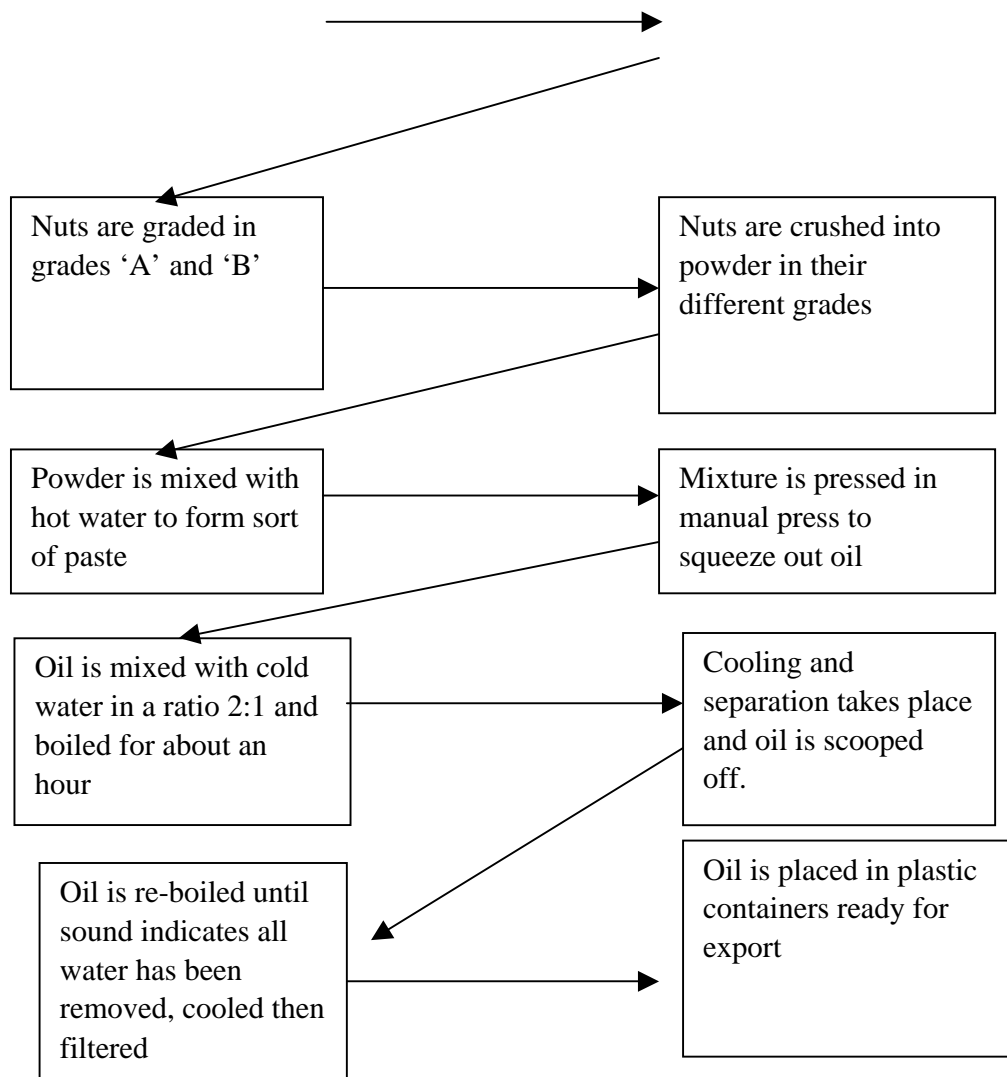 Nuts are graded in
grades ‘A’ and ‘B’
Nuts are crushed into
powder in their
different grades
Powder is mixed with
hot water to form sort
of paste
Mixture is pressed in
manual press to
squeeze out oil
Oil is mixed with cold
water in a ratio 2:1 and
boiled for about an
hour
Cooling and
separation takes place
and oil is scooped
off.
Oil is re-boiled until
sound indicates all
water has been
removed, cooled then
filtered
Oil is placed in plastic
containers ready for
export